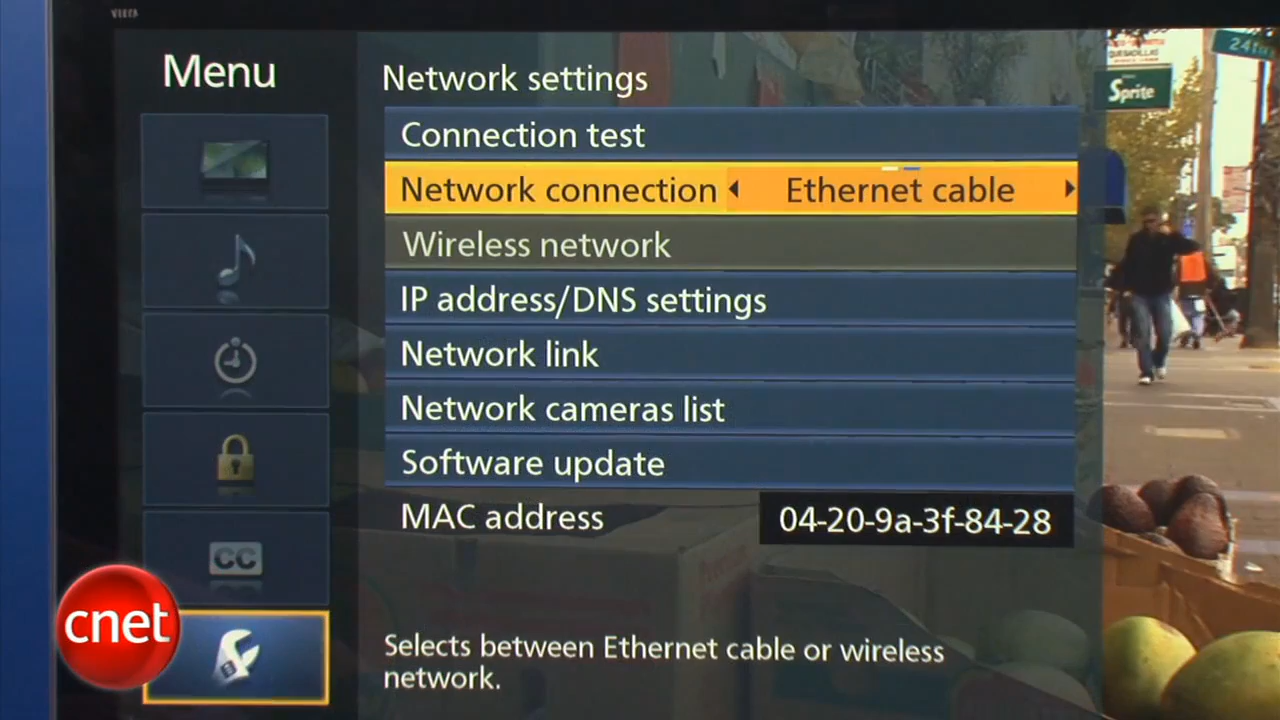 VIERA
Menu
Network settings
Connection test
Network connection Ethernet cable
Wireless network
IP address/DNS settings
Network link
Network cameras list
Software update
MAC address 04-20-9a-3f-84-28
CC
Selects between Ethernet cable or wireless
network.
cnet
QUESADILLAS
Sprite